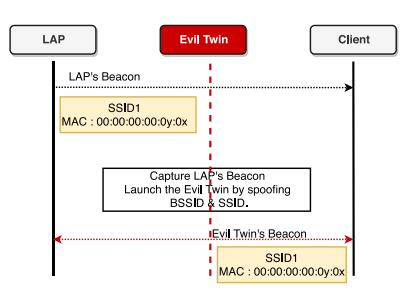 LAP
Evil Twin
Client
LAP's Beacon
SSID1
MAC : 00:00:00:00:0y:0x
Capture LAP's Beacon
Launch the Evil Twin by spoofing
BSSID & SSID.
Evil Twin's Beacon
SSID1
MAC : 00:00:00:00:0y:0x